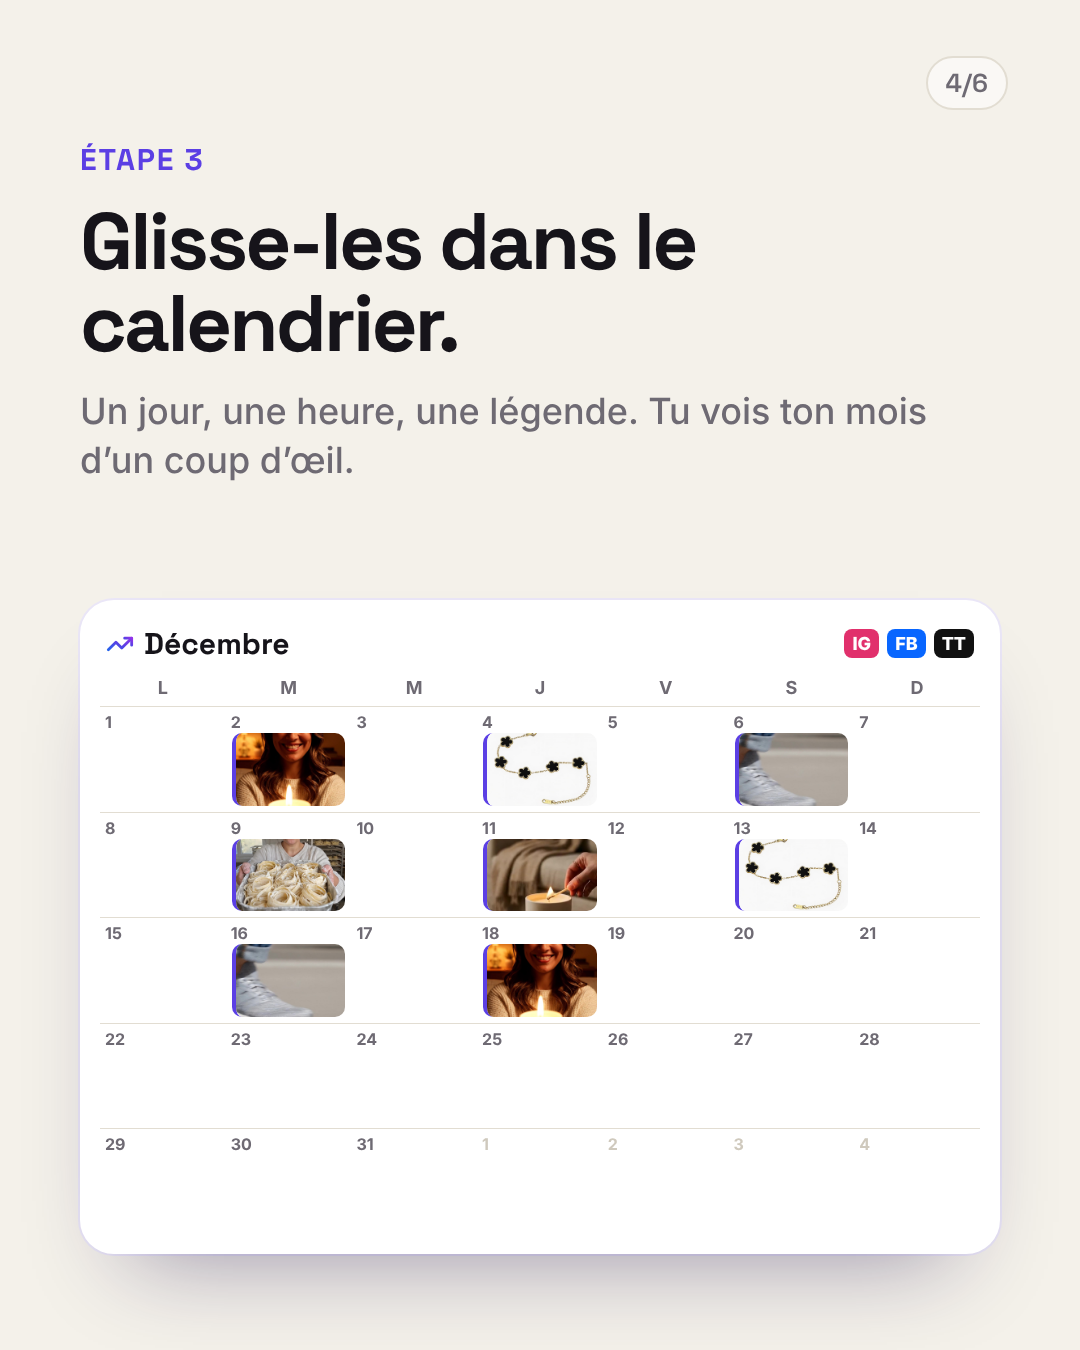 4/6
ÉTAPE 3
Glisse-les dans le
calendrier.
Un jour, une heure, une légende. Tu vois ton mois
d’un coup d’œil.
Décembre IG FB TT
L M M J V S D
1 2 3 4 5 6 7
8 9 10 11 12 13 14
15 16 17 18 19 20 21
22 23 24 25 26 27 28
29 30 31 1 2 3 4